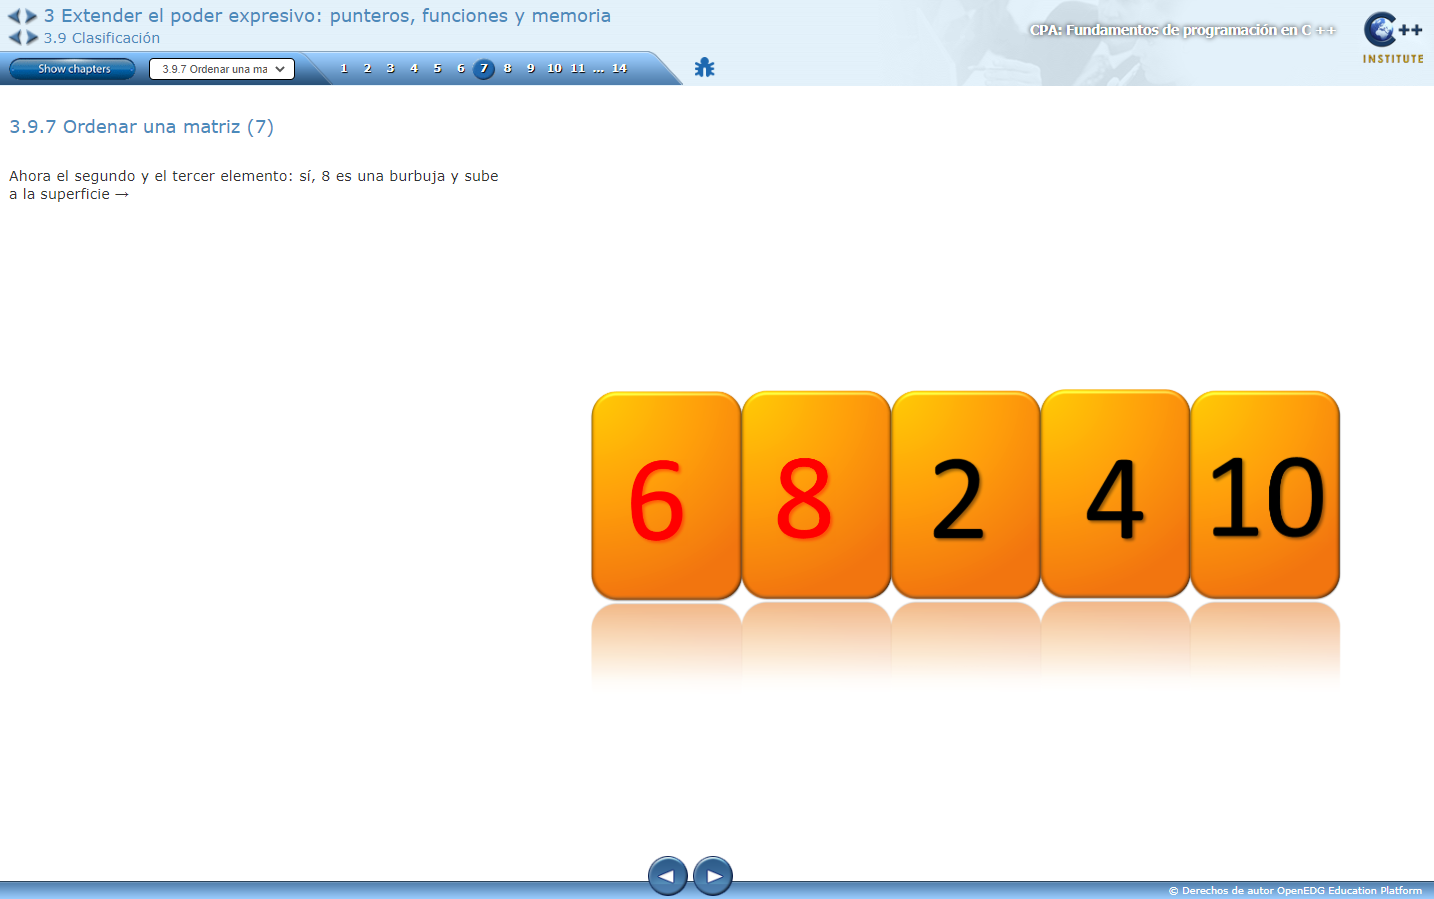 3 Extender el poder expresivo: punteros, funciones y memoria
3.9 Clasificación
CPA: Fundamentos de programación en C ++
C++
INSTITUTE
Show chapters
3.9.7 Ordenar una ma
1 2 3 4 5 6 7 8 9 10 11 ... 14
3.9.7 Ordenar una matriz (7)
Ahora el segundo y el tercer elemento: sí, 8 es una burbuja y sube
a la superficie →
6 8 2 4 10
© Derechos de autor OpenEDG Education Platform